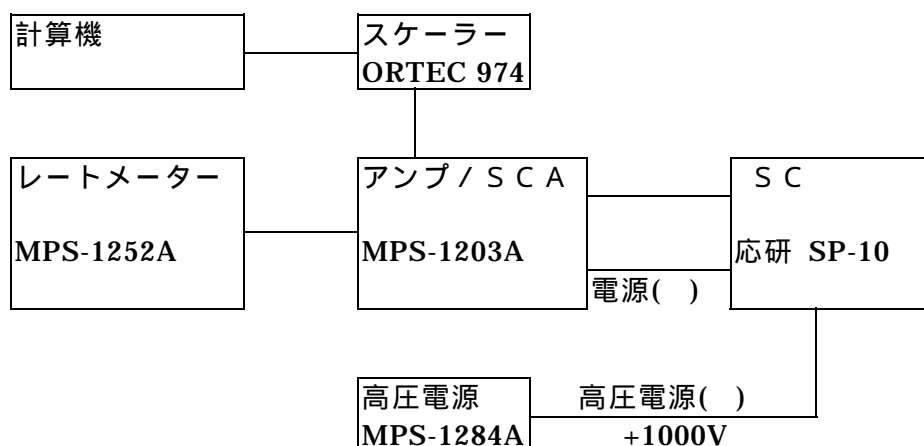 計算機
スケーラー
ORTEC 974
レートメーター
MPS-1252A
アンプ / ＳＣＡ
MPS-1203A
電源(　)
ＳＣ
応研 SP-10
高圧電源
MPS-1284A
高圧電源(　)
+1000V